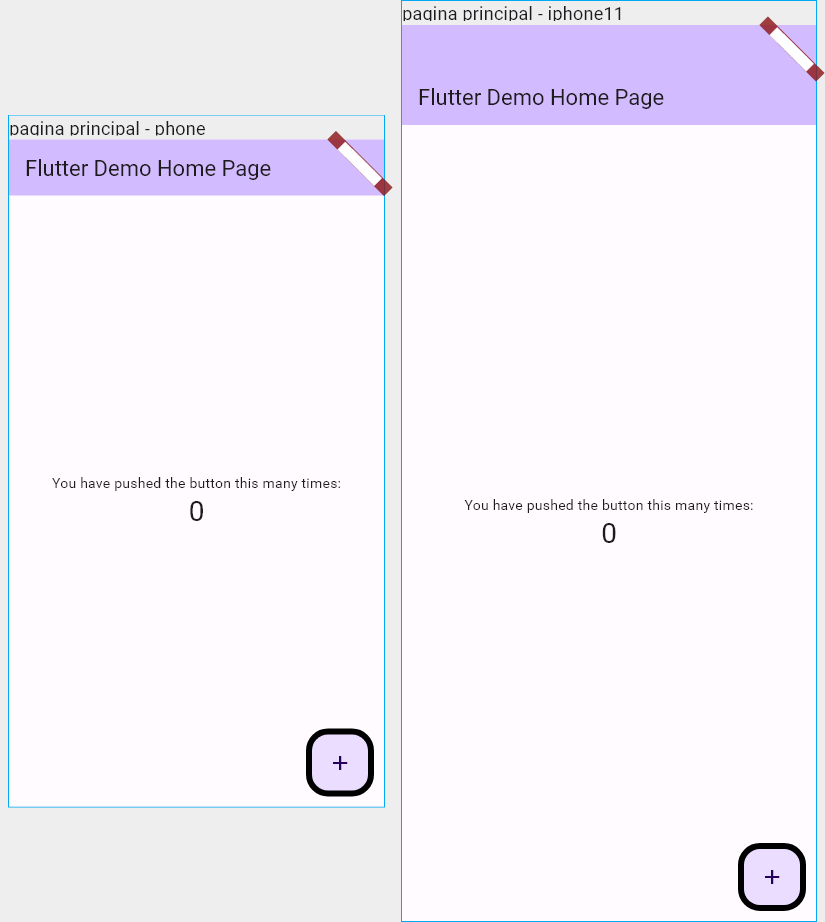 pagina principal - phone
Flutter Demo Home Page
You have pushed the button this many times:
0
+
pagina principal - iphone11
Flutter Demo Home Page
You have pushed the button this many times:
0
+